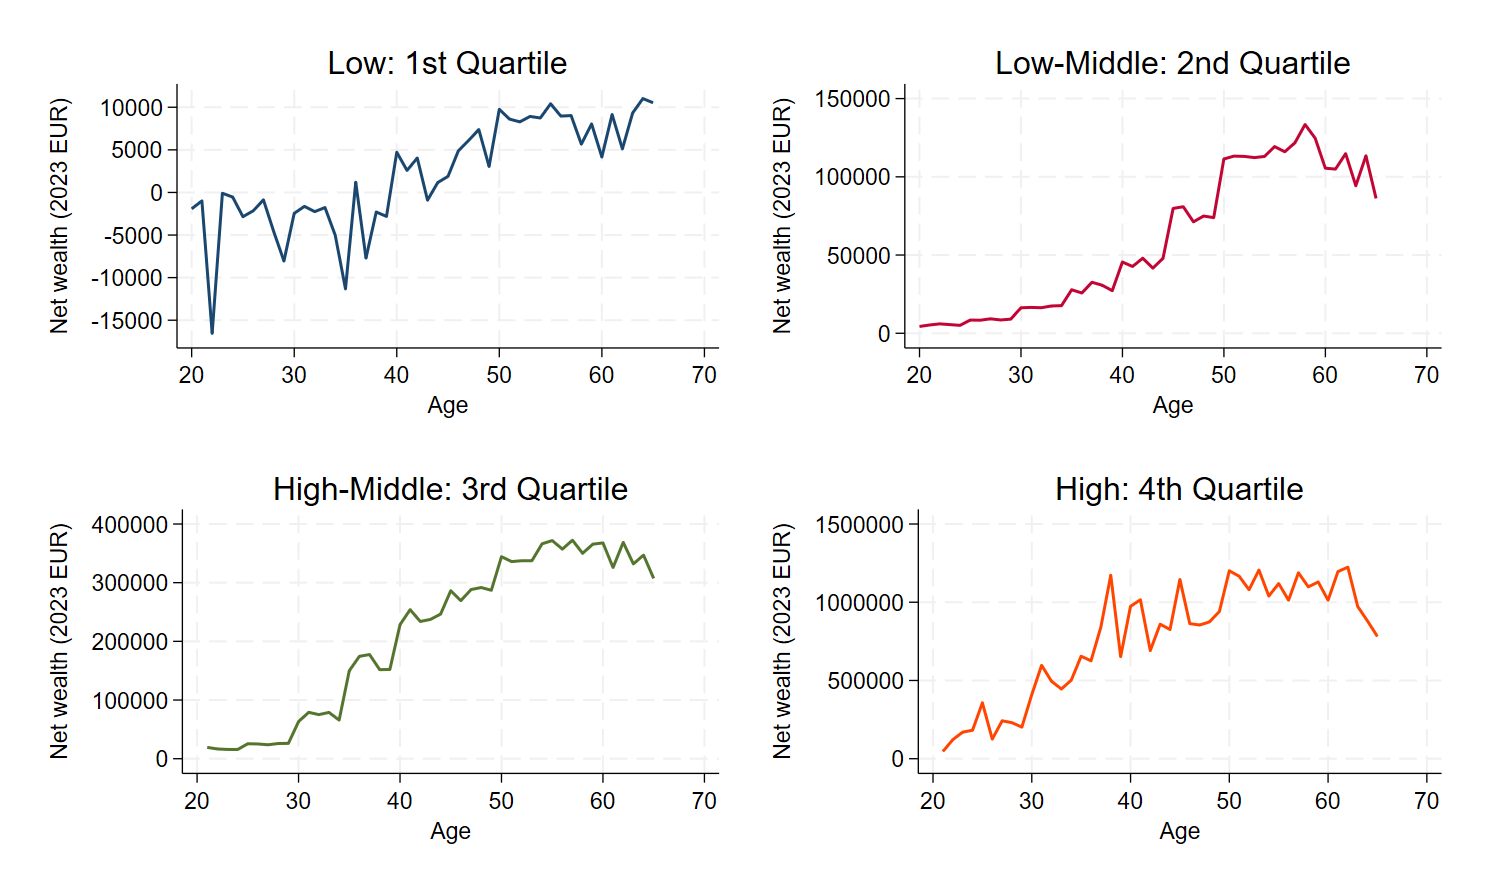 Low: 1st Quartile
Net wealth (2023 EUR)
10000
5000
0
-5000
-10000
-15000
20 30 40 50 60 70
Age
Low-Middle: 2nd Quartile
Net wealth (2023 EUR)
150000
100000
50000
0
20 30 40 50 60 70
Age
High-Middle: 3rd Quartile
Net wealth (2023 EUR)
400000
300000
200000
100000
0
20 30 40 50 60 70
Age
High: 4th Quartile
Net wealth (2023 EUR)
1500000
1000000
500000
0
20 30 40 50 60 70
Age